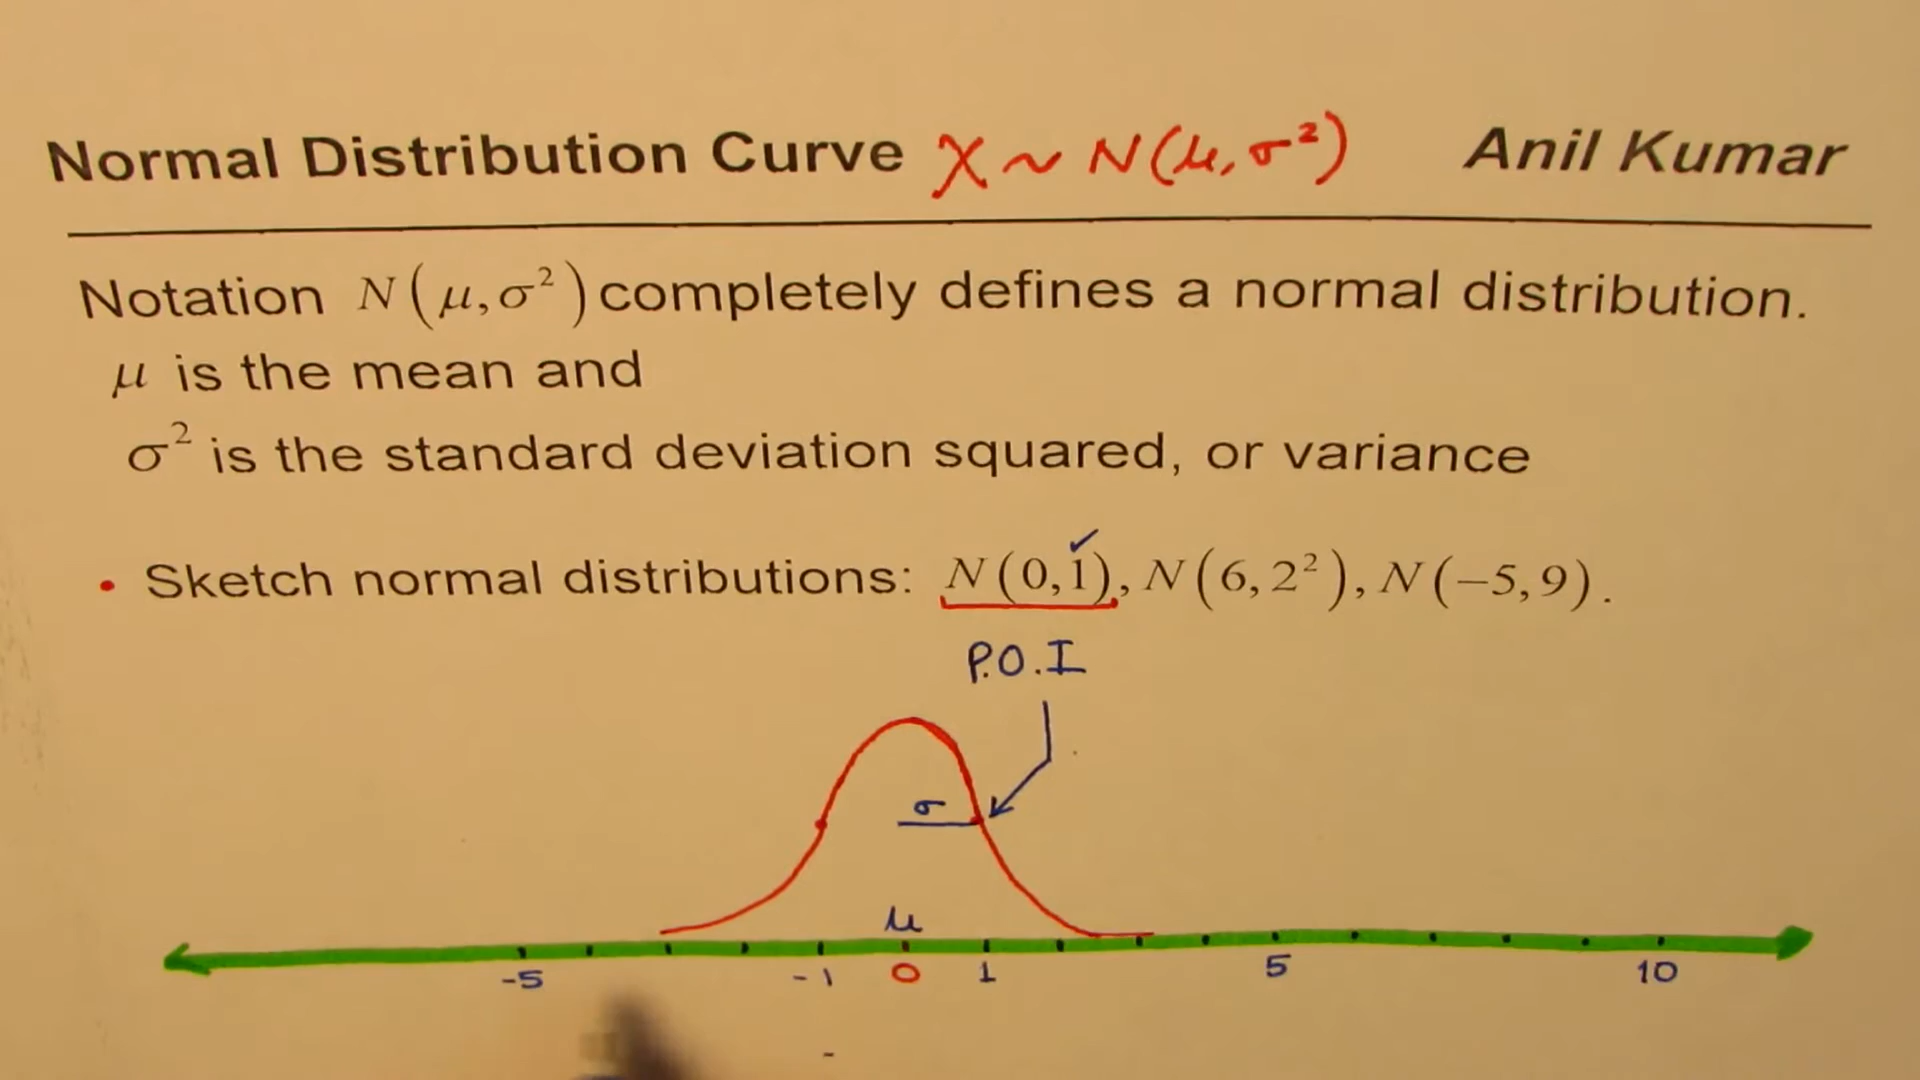 Normal Distribution Curve X ~ N(μ, σ²) Anil Kumar
Notation N(μ,σ²) completely defines a normal distribution.
μ is the mean and
σ² is the standard deviation squared, or variance
• Sketch normal distributions: N(0,1), N(6,2²), N(−5,9).
P.O.I
σ
μ
-5 -1 0 1 5 10